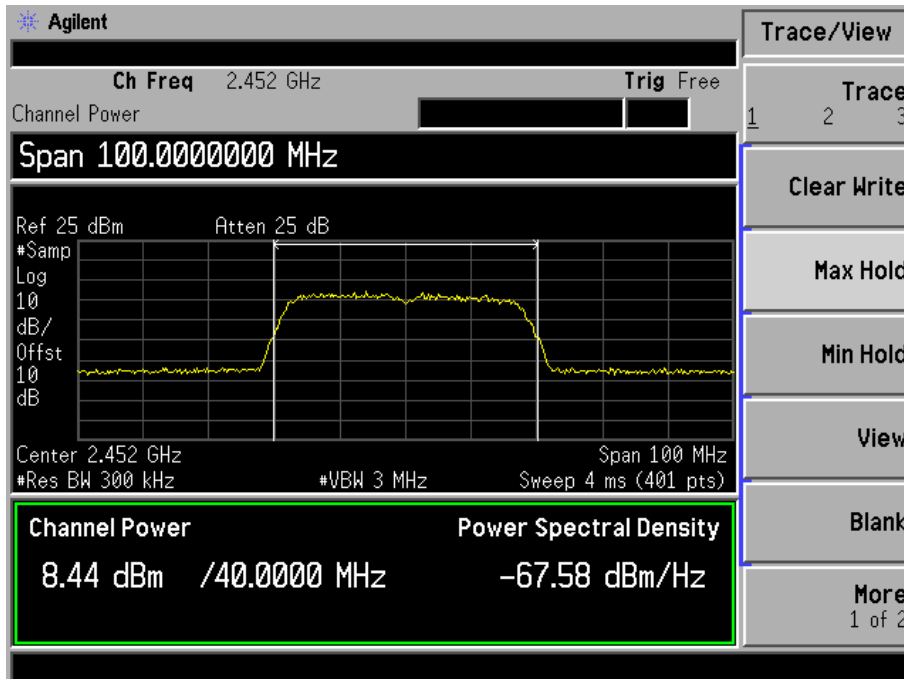 Agilent
Trace/View
Ch Freq 2.452 GHz Trig Free
Channel Power
Trace
1 2 3
Span 100.0000000 MHz
Clear Write
Ref 25 dBm Atten 25 dB
#Samp
Log
10
dB/
Offst
10
dB
Max Hold
Min Hold
View
Center 2.452 GHz Span 100 MHz
#Res BW 300 kHz #VBW 3 MHz Sweep 4 ms (401 pts)
Channel Power Power Spectral Density
8.44 dBm /40.0000 MHz -67.58 dBm/Hz
Blank
More
1 of 2